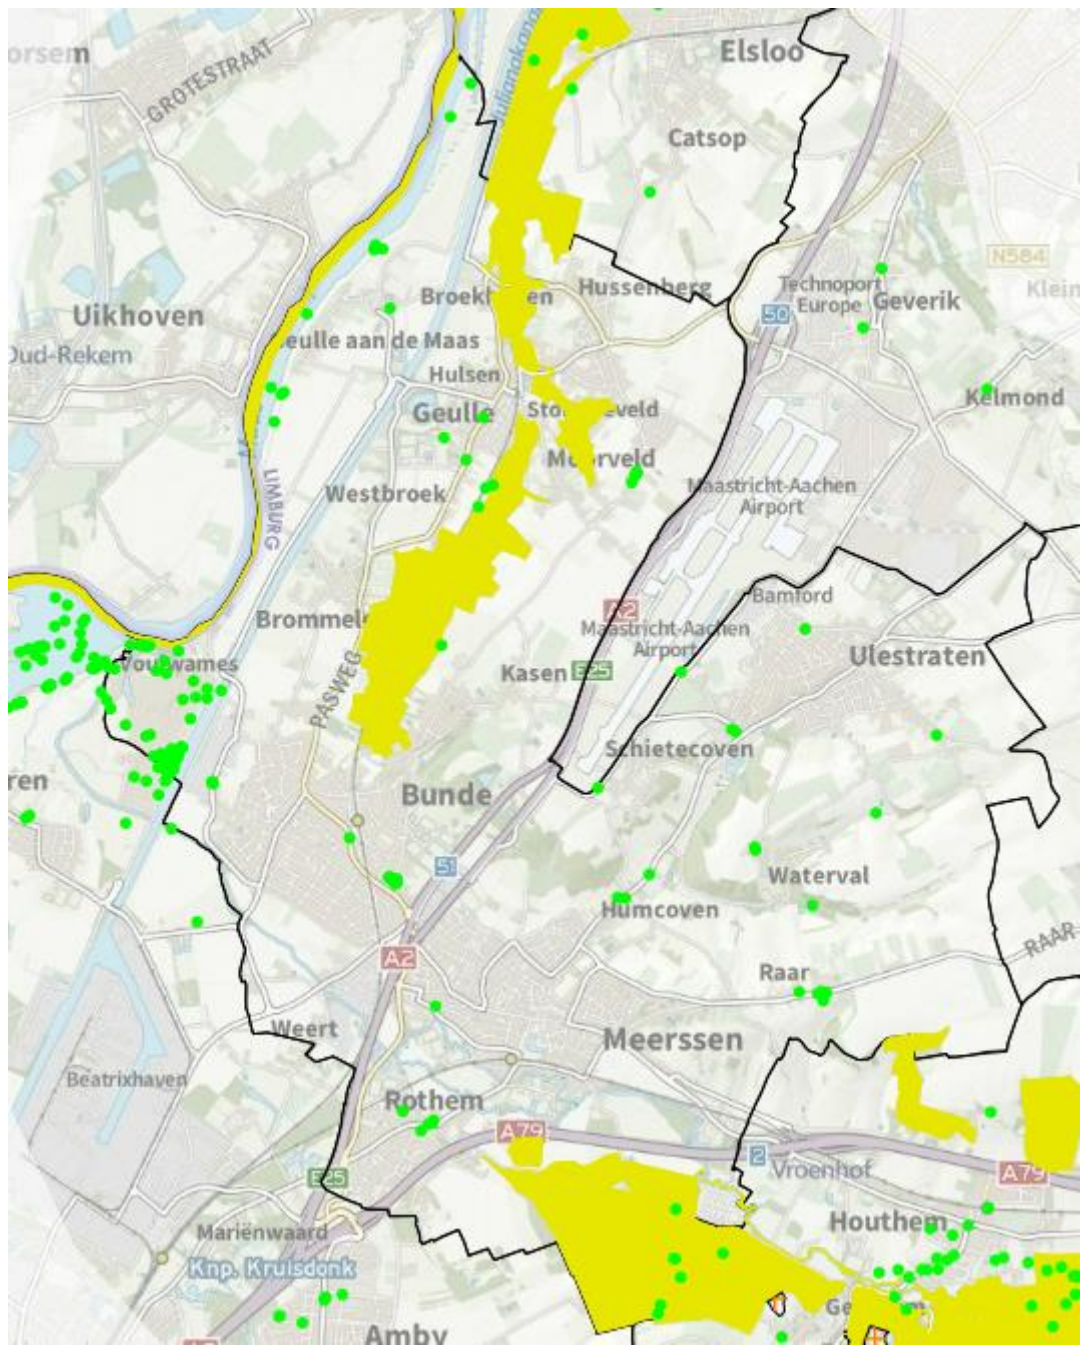 orsem
GROTESTRAAT
Julianakana
Elsloo
Catsop
N584
Technoport
Europe
Geverik
Klein
Hussenberg
50
Uikhoven
Oud-Rekem
eulle aan de Maas
Hulsen
Geulle
Kelmond
Maastricht-Aachen
Airport
Westbroek
LIMBURG
A2
Bamford
Maastricht-Aachen
Airport
E25
Kasen
Ulestraten
PASWEG
Schietecoven
ren
Bunde
51
Waterval
Humcoven
A2
Raar
RAAR
Weert
Meerssen
Beatrixhaven
Rothem
A79
2
Vroenhof
A79
E25
Houthem
Mariënwaard
Knp. Kruisdonk
Amby